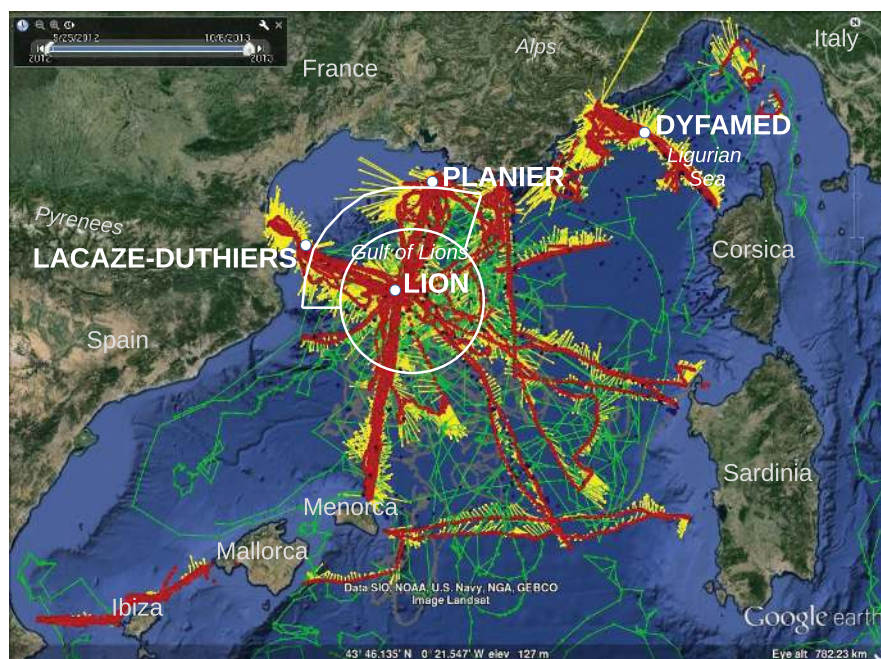 9/25/2012 10/6/2013
2012 2013
N
Italy
Alps
France
DYFAMED
Ligurian
Sea
PLANIER
Pyrenees
LACAZE-DUTHIERS
Gulf of Lions
Corsica
LION
Spain
Sardinia
Menorca
Mallorca
Ibiza
Data SIO, NOAA, U.S. Navy, NGA, GEBCO
Image Landsat
Google earth
43° 46.135' N 0° 21.547' W elev 127 m
Eye alt 782.23 km